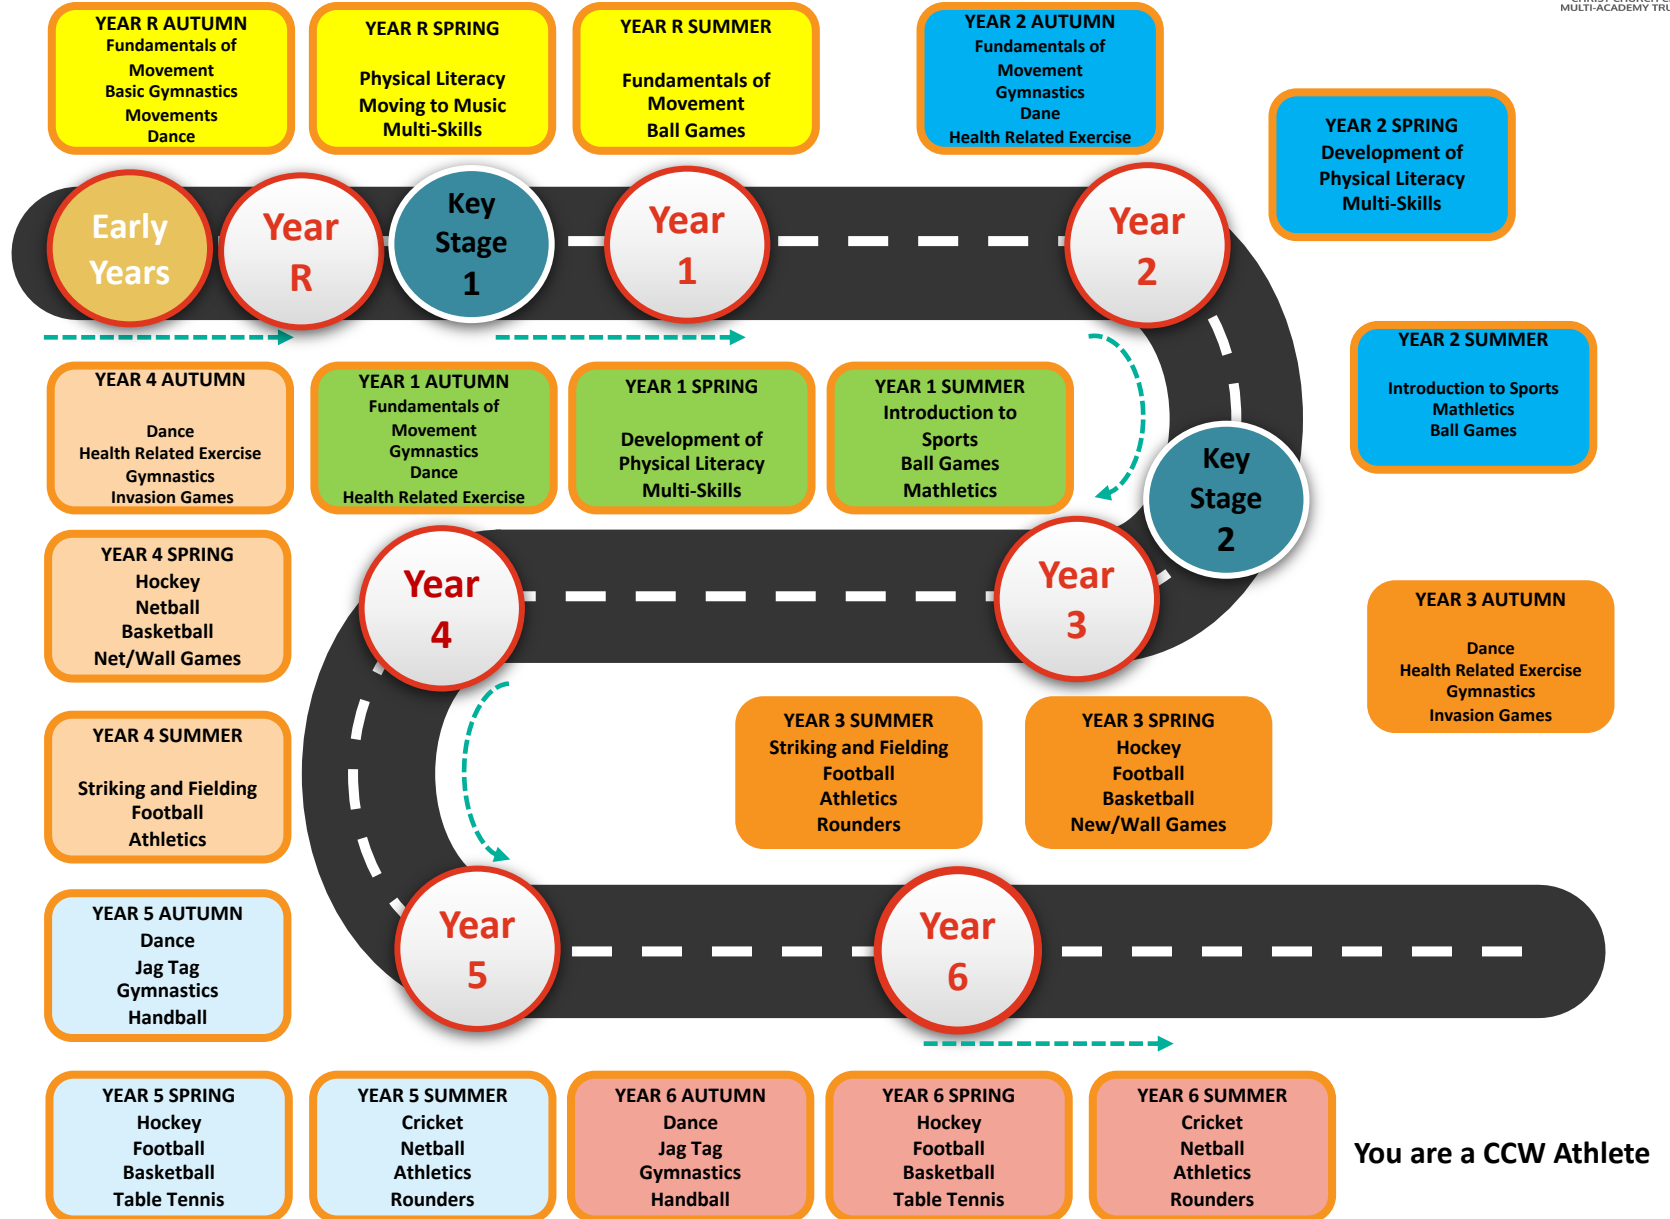 CHRIST CHURCH C
MULTI-ACADEMY TRU
YEAR R AUTUMN
Fundamentals of
Movement
Basic Gymnastics
Movements
Dance
YEAR R SPRING
Physical Literacy
Moving to Music
Multi-Skills
YEAR R SUMMER
Fundamentals of
Movement
Ball Games
YEAR 2 AUTUMN
Fundamentals of
Movement
Gymnastics
Dane
Health Related Exercise
YEAR 2 SPRING
Development of
Physical Literacy
Multi-Skills
Early
Years
Year
R
Key
Stage
1
Year
1
Year
2
YEAR 2 SUMMER
Introduction to Sports
Mathletics
Ball Games
YEAR 4 AUTUMN
Dance
Health Related Exercise
Gymnastics
Invasion Games
YEAR 1 AUTUMN
Fundamentals of
Movement
Gymnastics
Dance
Health Related Exercise
YEAR 1 SPRING
Development of
Physical Literacy
Multi-Skills
YEAR 1 SUMMER
Introduction to
Sports
Ball Games
Mathletics
Key
Stage
2
YEAR 4 SPRING
Hockey
Netball
Basketball
Net/Wall Games
Year
4
Year
3
YEAR 3 AUTUMN
Dance
Health Related Exercise
Gymnastics
Invasion Games
YEAR 4 SUMMER
Striking and Fielding
Football
Athletics
YEAR 3 SUMMER
Striking and Fielding
Football
Athletics
Rounders
YEAR 3 SPRING
Hockey
Football
Basketball
New/Wall Games
YEAR 5 AUTUMN
Dance
Jag Tag
Gymnastics
Handball
Year
5
Year
6
YEAR 5 SPRING
Hockey
Football
Basketball
Table Tennis
YEAR 5 SUMMER
Cricket
Netball
Athletics
Rounders
YEAR 6 AUTUMN
Dance
Jag Tag
Gymnastics
Handball
YEAR 6 SPRING
Hockey
Football
Basketball
Table Tennis
YEAR 6 SUMMER
Cricket
Netball
Athletics
Rounders
You are a CCW Athlete